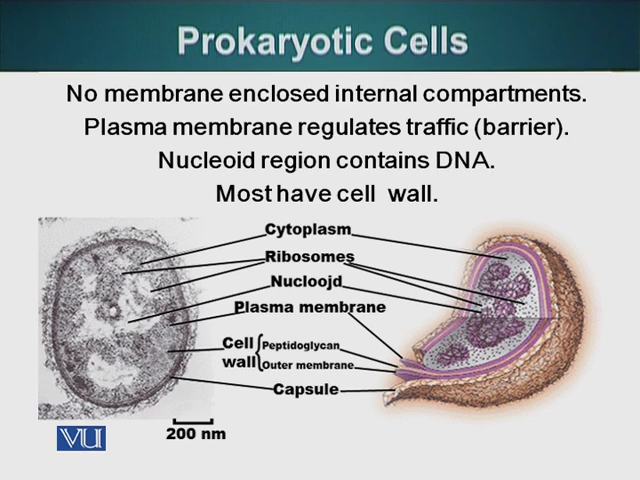 Prokaryotic Cells
No membrane enclosed internal compartments.
Plasma membrane regulates traffic (barrier).
Nucleoid region contains DNA.
Most have cell wall.
Cytoplasm
Ribosomes
Nucloojd
Plasma membrane
Cell
wall
Peptidoglycan
Outer membrane
Capsule
200 nm
VU